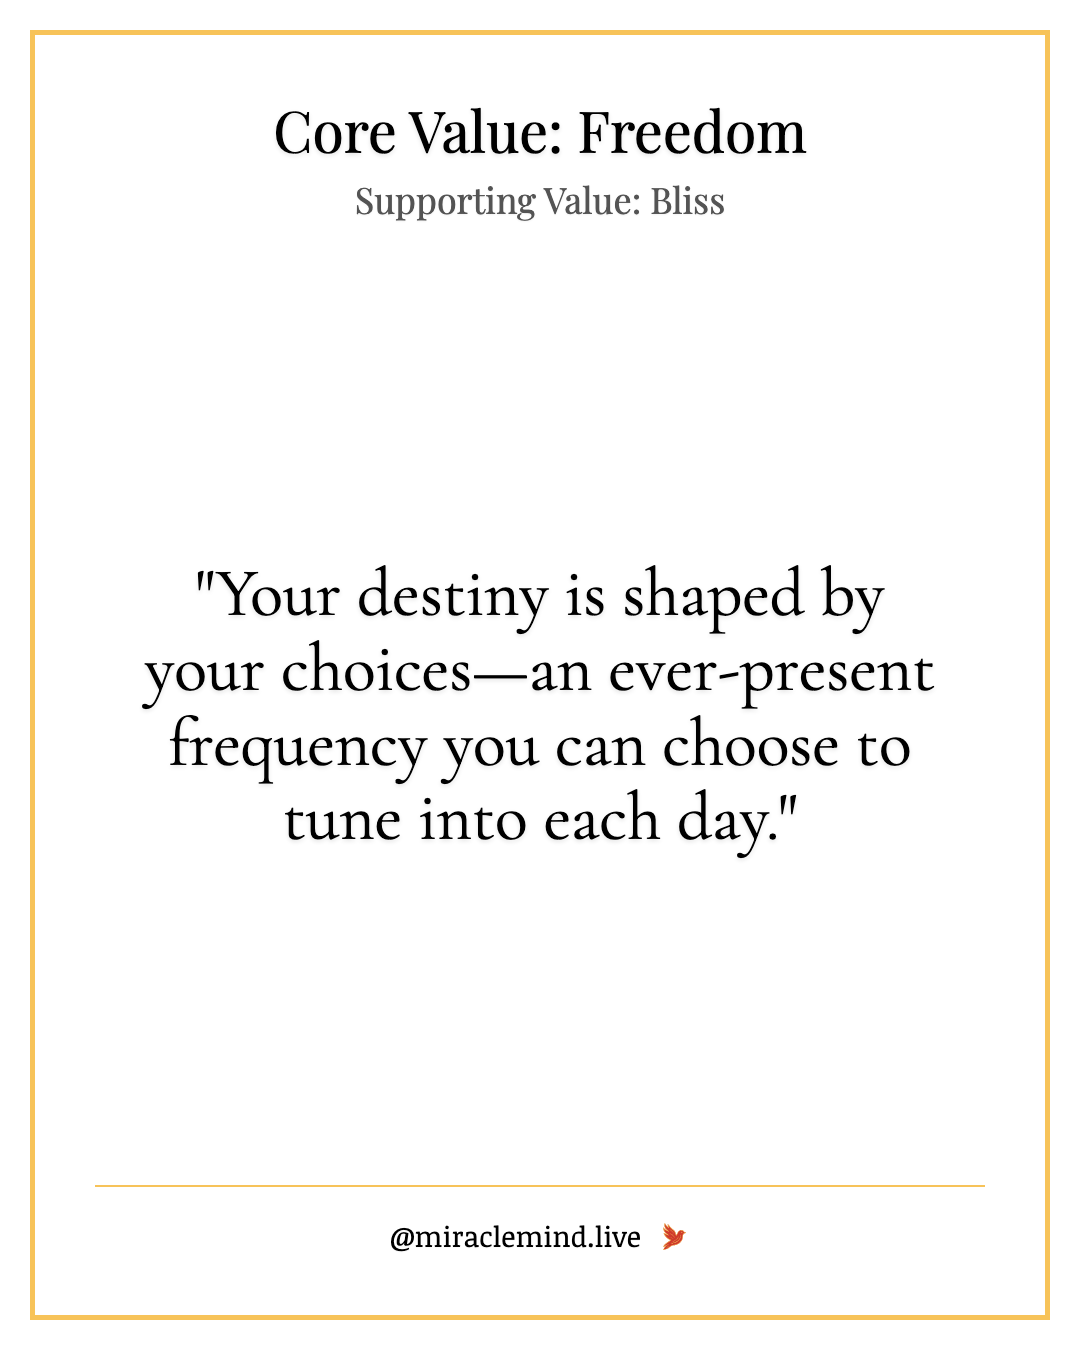 Core Value: Freedom
Supporting Value: Bliss
"Your destiny is shaped by
your choices—an ever-present
frequency you can choose to
tune into each day."
@miraclemind.live